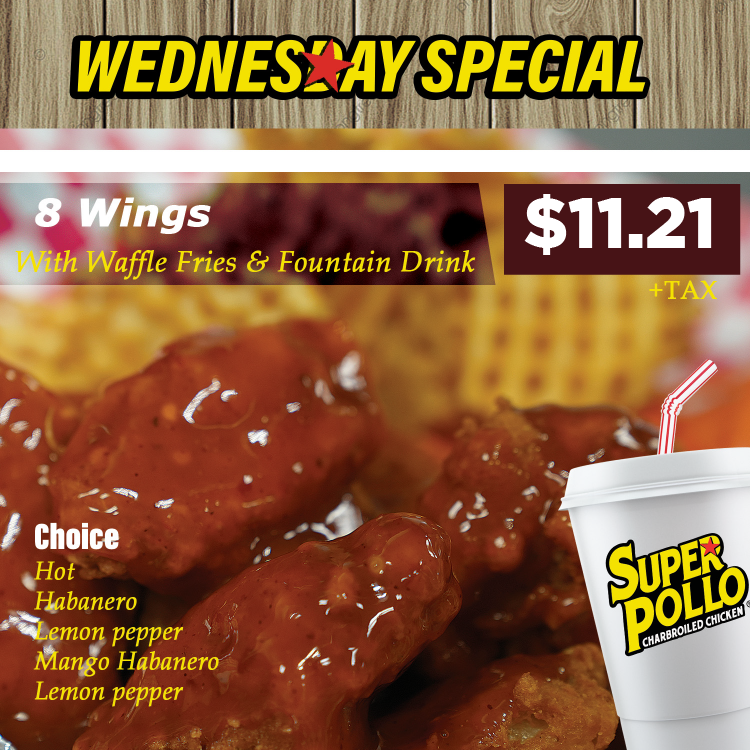 WEDNESDAY SPECIAL
8 Wings
$11.21
With Waffle Fries & Fountain Drink
+TAX
Choice
Hot
Habanero
Lemon pepper
Mango Habanero
Lemon pepper
SUPER
POLLO
CHARBROILED CHICKEN